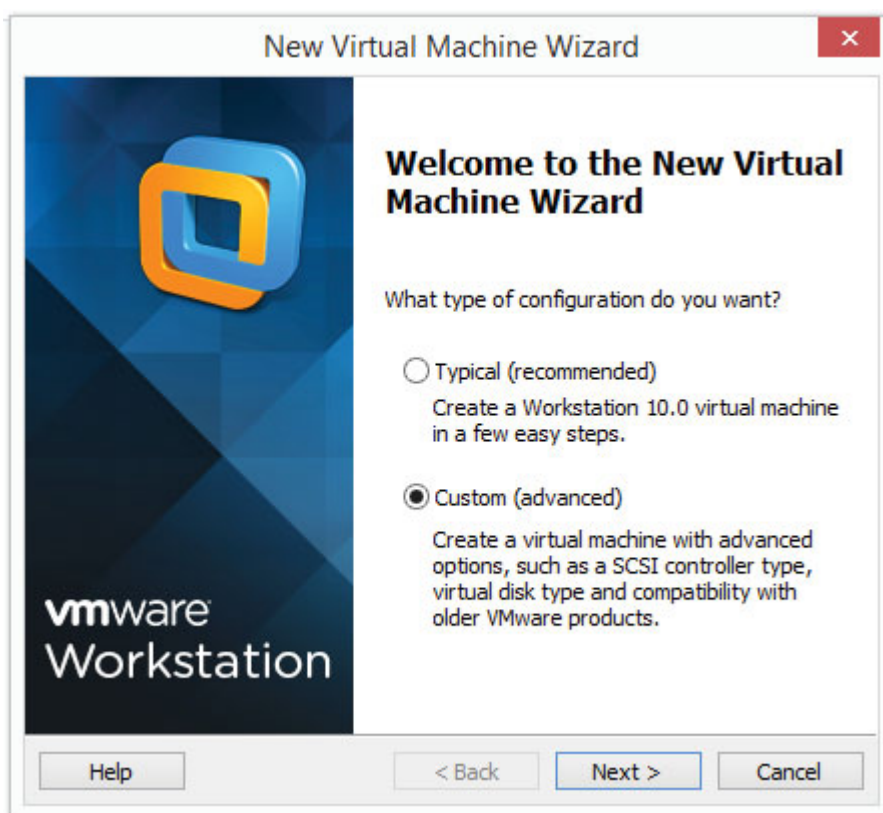 New Virtual Machine Wizard
×
Welcome to the New Virtual
Machine Wizard
What type of configuration do you want?
Typical (recommended)
Create a Workstation 10.0 virtual machine
in a few easy steps.
Custom (advanced)
Create a virtual machine with advanced
options, such as a SCSI controller type,
virtual disk type and compatibility with
older VMware products.
vmware
Workstation
Help
< Back
Next >
Cancel